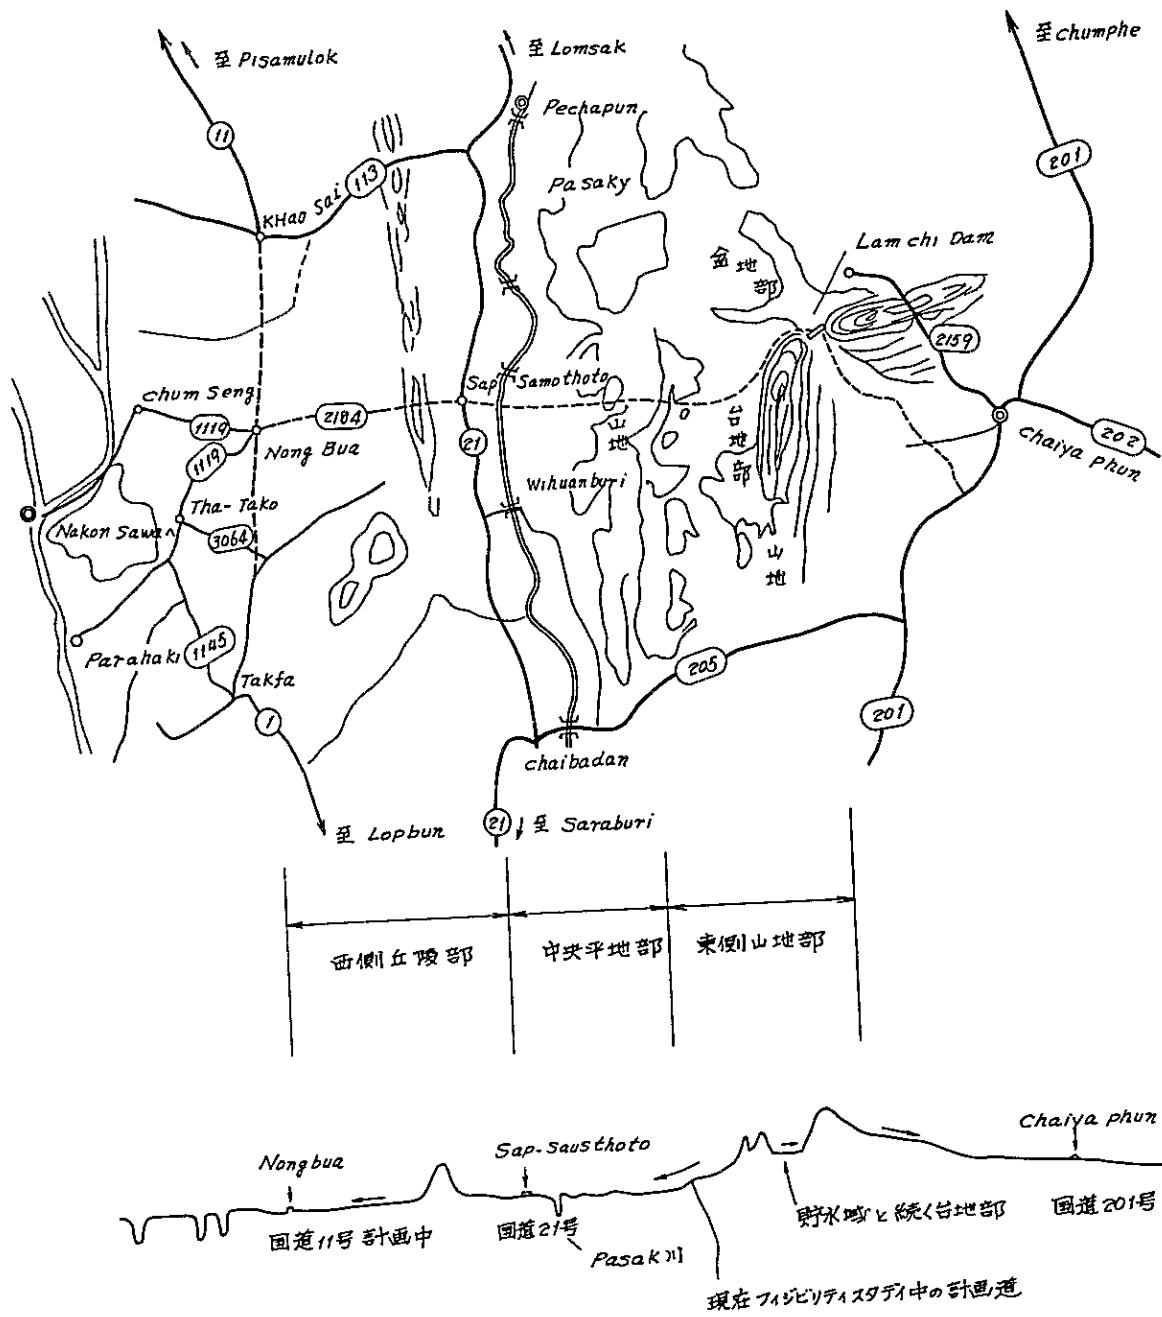 至 Pisamulok
至 Lomsak
至 chumphe
Pechapun
11
201
113
KHao Sai
Pasaky
Lam chi Dam
盆地部
2159
chum Seng
1119
2184
Sap Samothoto
山地
台地部
21
chaiya phun
202
1119
Nong Bua
Wihuanburi
Tha-Tako
Nakon Sawan
3064
山地
Parahaki
1145
205
Takfa
1
201
chaibadan
至 Lopbun
21
至 Saraburi
西側丘陵部
中央平地部
東側山地部
Chaiya phun
Sap-Sausthoto
Nongbua
国道11号 計画中
国道21号
貯水域と続く台地部
国道201号
Pasak川
現在フィジビリティスタデイ中の計画道